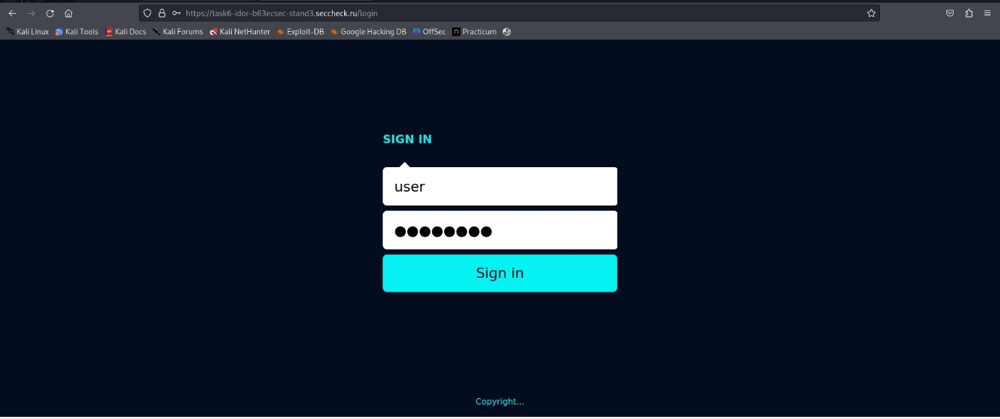 https://task6-idor-b63ecsec-stand3.seccheck.ru/login
Kali Linux Kali Tools Kali Docs Kali Forums Kali NetHunter Exploit-DB Google Hacking DB OffSec Practicum
SIGN IN
user
●●●●●●●●
Sign in
Copyright...